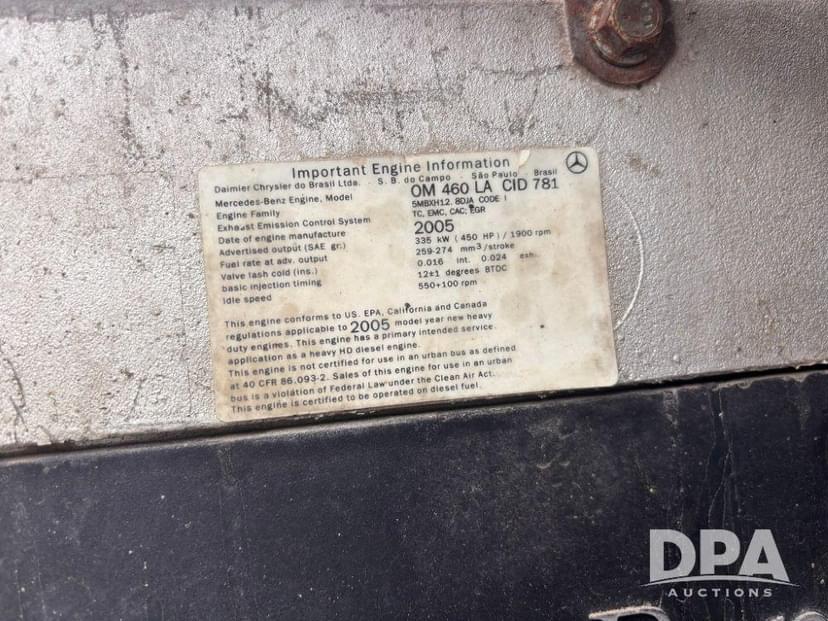 Important Engine Information
Daimler Chrysler do Brasil Ltda. - S. B. do Campo - São Paulo - Brasil
Mercedes-Benz Engine, Model OM 460 LA CID 781
Engine Family 5MBXH12.8DJA CODE I
Exhaust Emission Control System TC, EMC, CAC, EGR
Date of engine manufacture 2005
Advertised output (SAE gr.) 335 kW (450 HP) / 1900 rpm
Fuel rate at adv. output 259-274 mm3/stroke
Valve lash cold (ins.) 0.016 int. 0.024 exh.
basic injection timing 12±1 degrees BTDC
Idle speed 550+100 rpm
This engine conforms to US. EPA, California and Canada
regulations applicable to 2005 model year new heavy
duty engines. This engine has a primary intended service
application as a heavy HD diesel engine.
This engine is not certified for use in an urban bus as defined
at 40 CFR 86.093-2. Sales of this engine for use in an urban
bus is a violation of Federal Law under the Clean Air Act.
This engine is certified to be operated on diesel fuel.
DPA
AUCTIONS